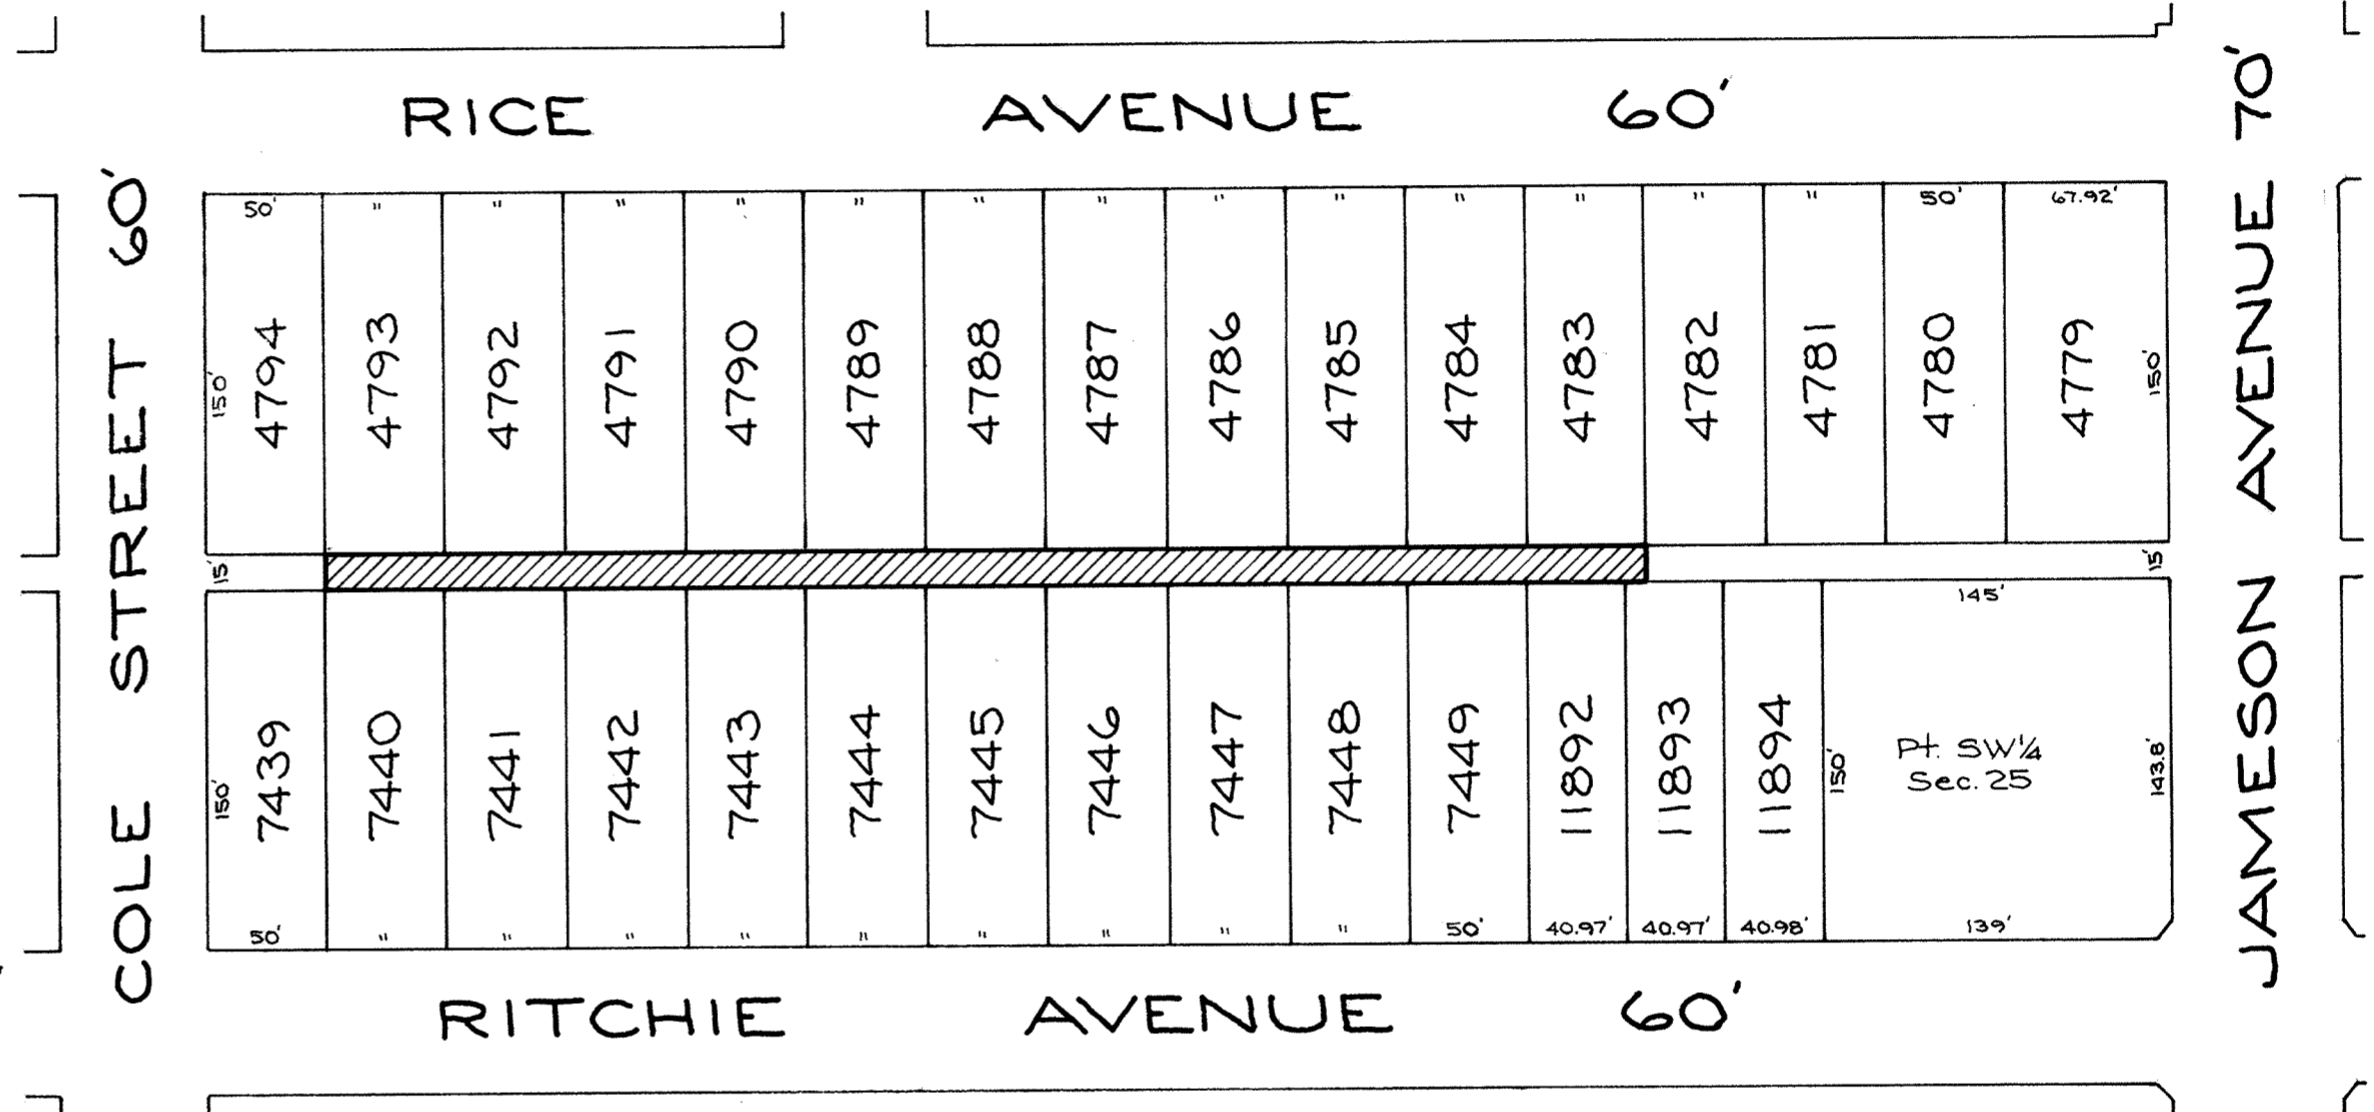 RICE AVENUE 60'
COLE STREET 60'
JAMESON AVENUE 70'
50' " " " " " " " " " " " " " 50' 67.92'
150' 4794 4793 4792 4791 4790 4789 4788 4787 4786 4785 4784 4783 4782 4781 4780 4779 150'
15' 15'
145'
150' 7439 7440 7441 7442 7443 7444 7445 7446 7447 7448 7449 11892 11893 11894 150' Pt. SW¼ 143.8'
Sec. 25
50' " " " " " " " " " 50' 40.97' 40.97' 40.98' 139'
RITCHIE AVENUE 60'